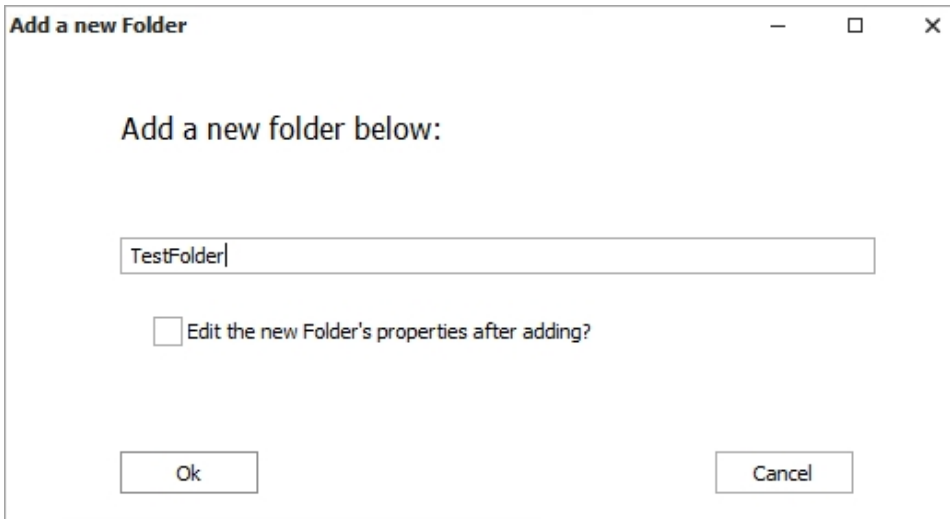 Add a new Folder
Add a new folder below:
TestFolder
Edit the new Folder's properties after adding?
Ok
Cancel